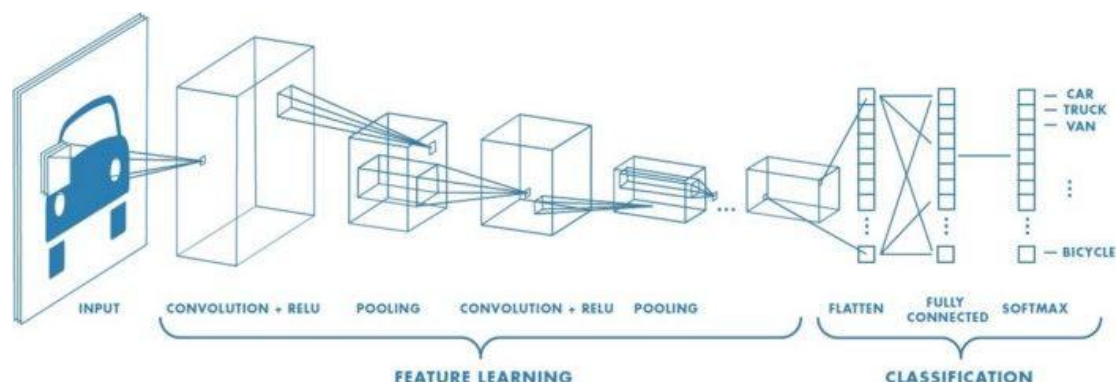 CAR
TRUCK
VAN
BICYCLE
INPUT
CONVOLUTION + RELU
POOLING
CONVOLUTION + RELU
POOLING
FLATTEN
FULLY
CONNECTED
SOFTMAX
FEATURE LEARNING
CLASSIFICATION